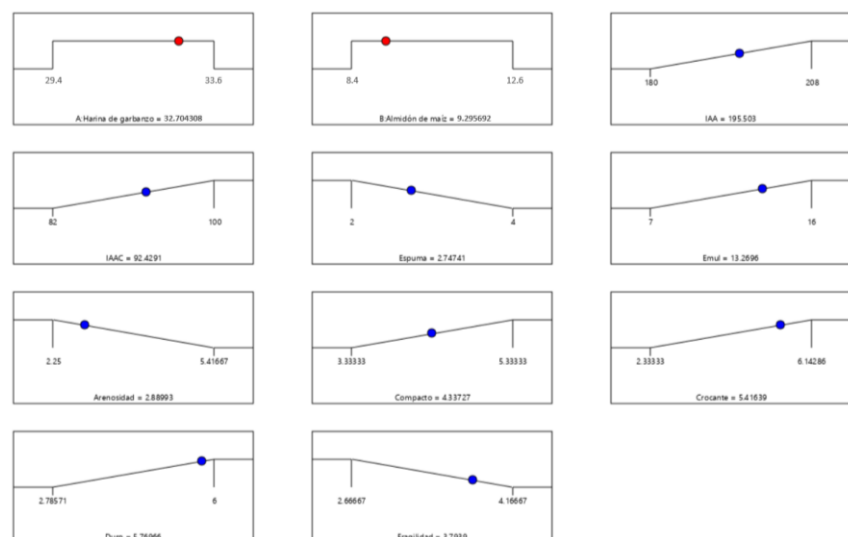 29.4 33.6
A:Harina de garbanzo = 32.704308
8.4 12.6
B:Almidón de maíz = 9.295692
180 208
IAA = 195.503
82 100
IAAC = 92.4291
2 4
Espuma = 2.74741
7 16
Emul = 13.2696
2.25 5.41667
Arenosidad = 2.88993
3.33333 5.33333
Compacto = 4.33727
2.33333 6.14286
Crocante = 5.41639
2.78571 6
2.66667 4.16667